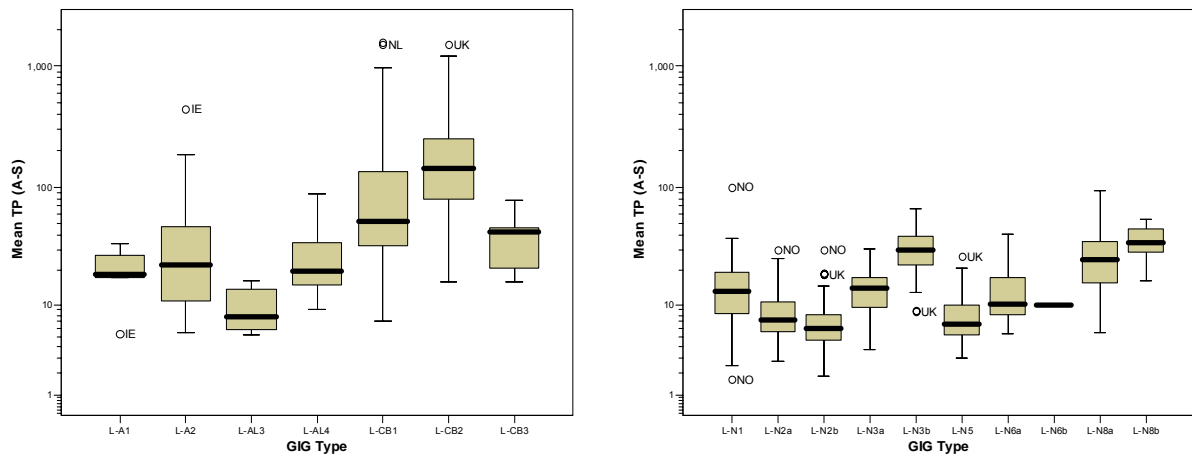 Mean TP (A-S)
1,000
100
10
1
IE
IE
NL
UK
L-A1 L-A2 L-AL3 L-AL4 L-CB1 L-CB2 L-CB3
GIG Type
Mean TP (A-S)
1,000
100
10
1
NO
NO
NO
NO
UK
UK
UK
L-N1 L-N2a L-N2b L-N3a L-N3b L-N5 L-N6a L-N6b L-N8a L-N8b
GIG Type